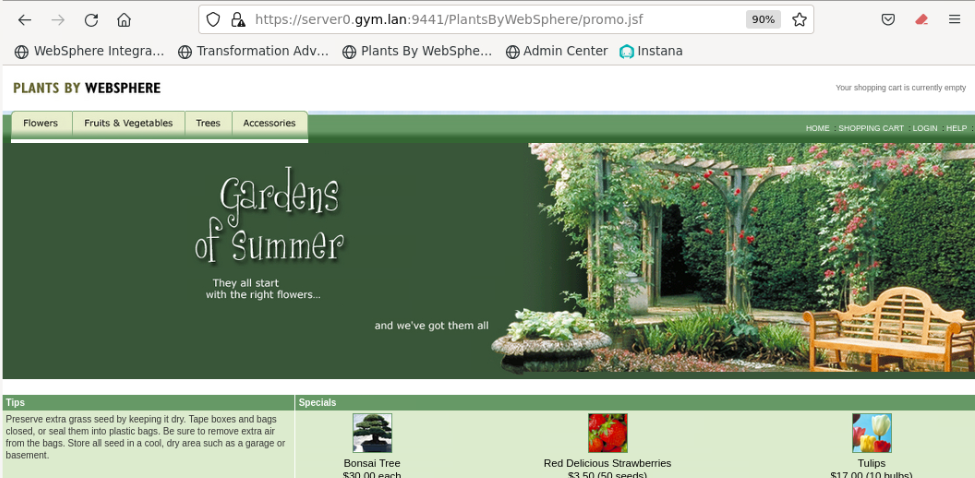 https://server0.gym.lan:9441/PlantsByWebSphere/promo.jsf
90%
WebSphere Integra...
Transformation Adv...
Plants By WebSphe...
Admin Center
Instana
PLANTS BY WEBSPHERE
Your shopping cart is currently empty
Flowers
Fruits & Vegetables
Trees
Accessories
HOME : SHOPPING CART : LOGIN : HELP
Gardens
of Summer
They all start
with the right flowers...
and we've got them all
Tips
Preserve extra grass seed by keeping it dry. Tape boxes and bags
closed, or seal them into plastic bags. Be sure to remove extra air
from the bags. Store all seed in a cool, dry area such as a garage or
basement.
Specials
Bonsai Tree
$30.00 each
Red Delicious Strawberries
$3.50 (50 seeds)
Tulips
$17.00 (10 bulbs)